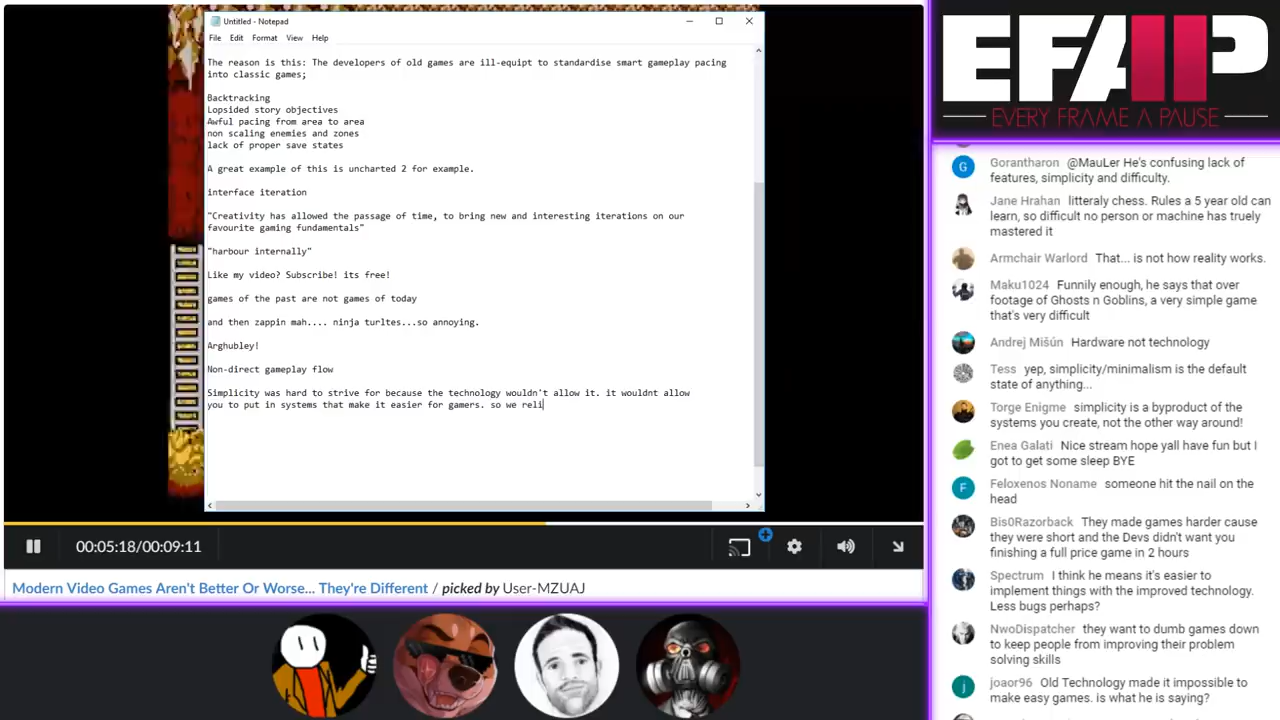 Untitled - Notepad
File Edit Format View Help
The reason is this: The developers of old games are ill-equipt to standardise smart gameplay pacing
into classic games;
Backtracking
Lopsided story objectives
Awful pacing from area to area
non scaling enemies and zones
lack of proper save states
A great example of this is uncharted 2 for example.
interface iteration
"Creativity has allowed the passage of time, to bring new and interesting iterations on our
favourite gaming fundamentals"
"harbour internally"
Like my video? Subscribe! its free!
games of the past are not games of today
and then zappin mah.... ninja turltes...so annoying.
Arghubley!
Non-direct gameplay flow
Simplicity was hard to strive for because the technology wouldn't allow it. it wouldnt allow
you to put in systems that make it easier for gamers. so we reli
00:05:18/00:09:11
Modern Video Games Aren't Better Or Worse... They're Different / picked by User-MZUAJ
EFAP
EVERY FRAME A PAUSE
G
Gorantharon @MauLer He's confusing lack of
features, simplicity and difficulty.
Jane Hrahan litteraly chess. Rules a 5 year old can
learn, so difficult no person or machine has truely
mastered it
Armchair Warlord That... is not how reality works.
Maku1024 Funnily enough, he says that over
footage of Ghosts n Goblins, a very simple game
that's very difficult
Andrej Mišún Hardware not technology
Tess yep, simplicity/minimalism is the default
state of anything...
Torge Enigme simplicity is a byproduct of the
systems you create, not the other way around!
Enea Galati Nice stream hope yall have fun but I
got to get some sleep BYE
F
Feloxenos Noname someone hit the nail on the
head
Bis0Razorback They made games harder cause
they were short and the Devs didn't want you
finishing a full price game in 2 hours
Spectrum I think he means it's easier to
implement things with the improved technology.
Less bugs perhaps?
NwoDispatcher they want to dumb games down
to keep people from improving their problem
solving skills
j
joaor96 Old Technology made it impossible to
make easy games. is what he is saying?